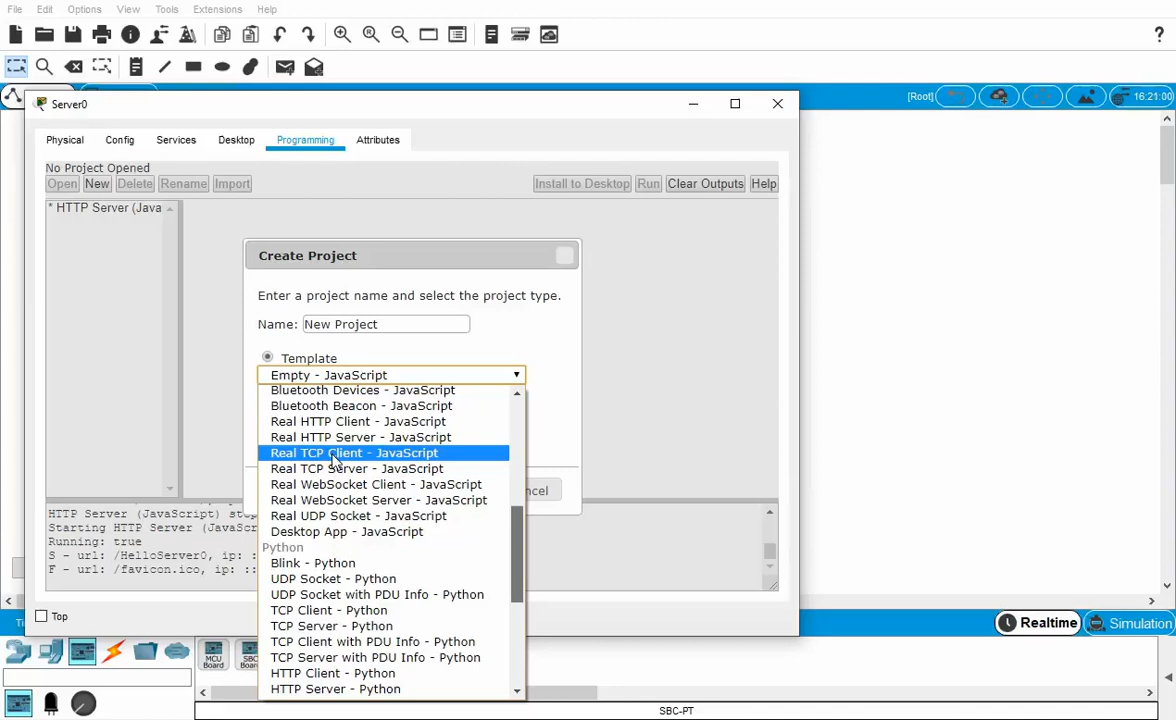 File Edit Options View Tools Extensions Help
?
[Root] 16:21:00
Server0
Physical Config Services Desktop Programming Attributes
No Project Opened
Open New Delete Rename Import Install to Desktop Run Clear Outputs Help
* HTTP Server (Java
Create Project
Enter a project name and select the project type.
Name: New Project
Template
Empty - JavaScript
Bluetooth Devices - JavaScript
Bluetooth Beacon - JavaScript
Real HTTP Client - JavaScript
Real HTTP Server - JavaScript
Real TCP Client - JavaScript
Real TCP Server - JavaScript
Real WebSocket Client - JavaScript
Real WebSocket Server - JavaScript
Real UDP Socket - JavaScript
Desktop App - JavaScript
Python
Blink - Python
UDP Socket - Python
UDP Socket with PDU Info - Python
TCP Client - Python
TCP Server - Python
TCP Client with PDU Info - Python
TCP Server with PDU Info - Python
HTTP Client - Python
HTTP Server - Python
ncel
HTTP Server (JavaScript) sto
Starting HTTP Server (JavaSc
Running: true
S - url: /HelloServer0, ip: :
F - url: /favicon.ico, ip: ::
Top
Realtime Simulation
MCU
Board
SBC
Board
SBC-PT